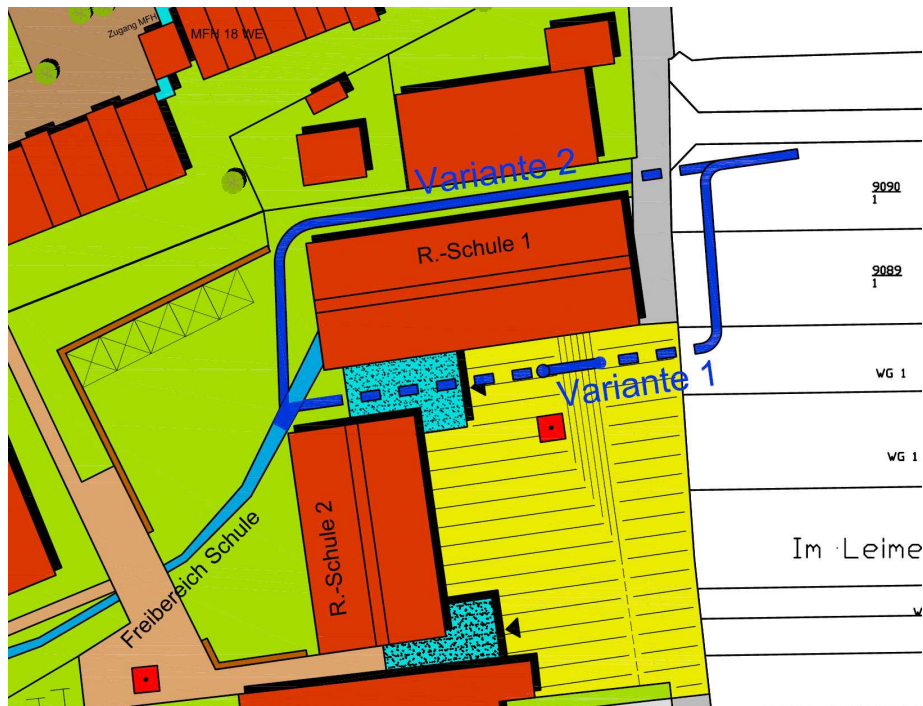 Zugang MFH
MFH 18 WE
Variante 2
9090
1
R.-Schule 1
9089
1
Variante 1
WG 1
WG 1
R.-Schule 2
Im Leime
Freibereich Schule